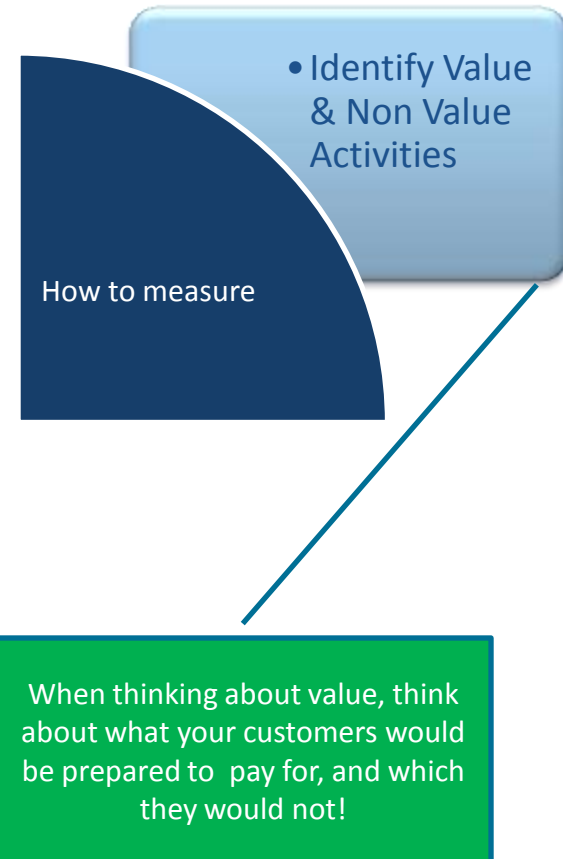 • Identify Value
& Non Value
Activities
How to measure
When thinking about value, think
about what your customers would
be prepared to  pay for, and which
they would not!